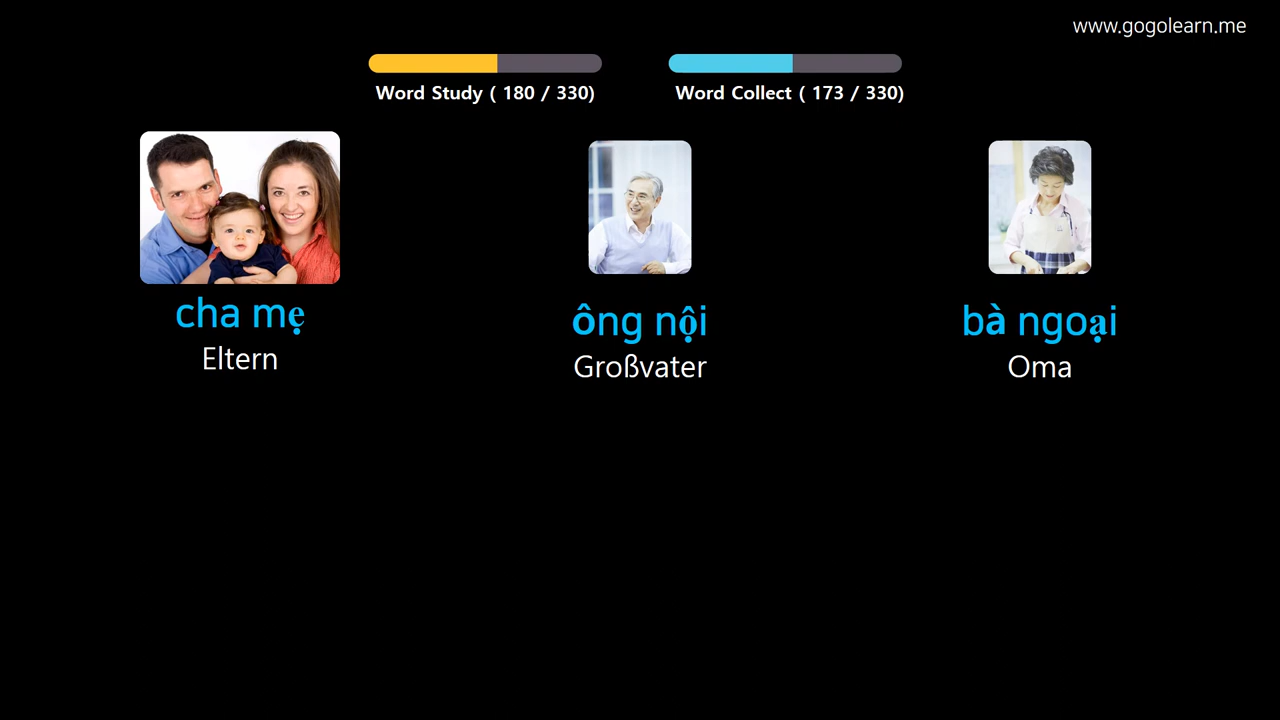 www.gogolearn.me
Word Study ( 180 / 330)
Word Collect ( 173 / 330)
cha mẹ
Eltern
ông nội
Großvater
bà ngoại
Oma